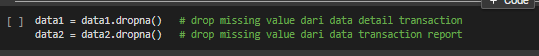 + Code
[ ] data1 = data1.dropna()   # drop missing value dari data detail transaction
data2 = data2.dropna()   # drop missing value dari data transaction report